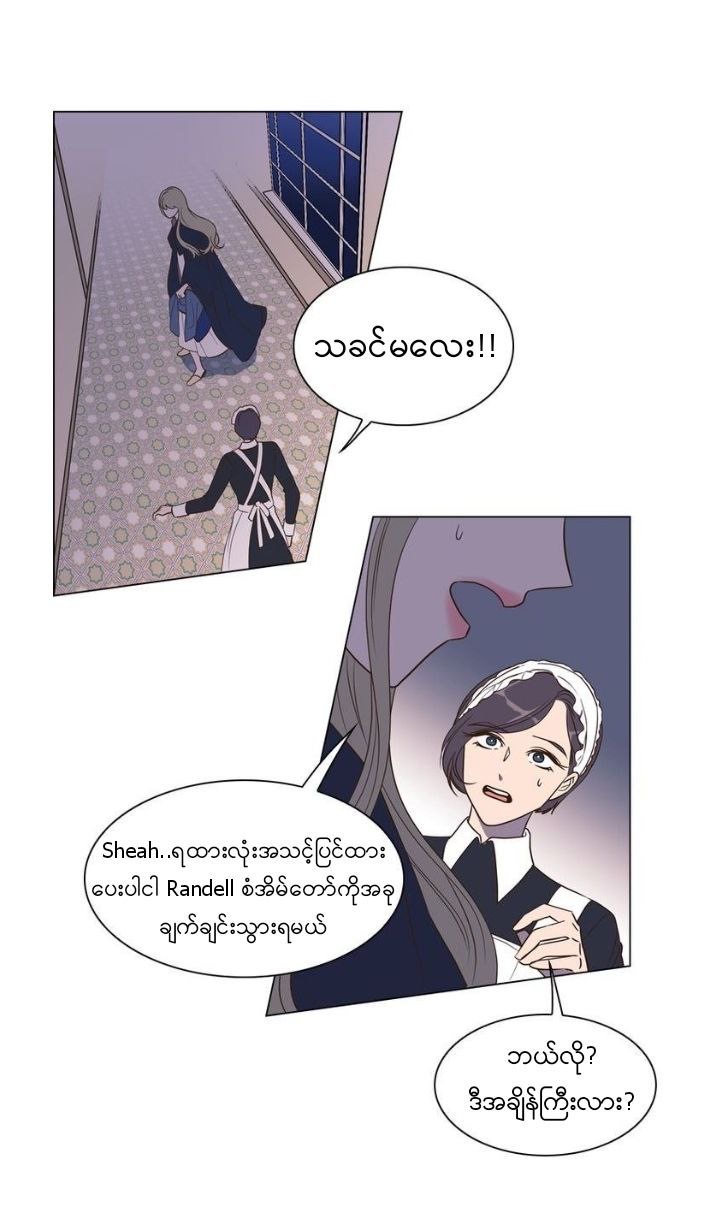 သခင်မလေး!!
Sheah..ရထားလုံးအသင့်ပြင်ထား
ပေးပါငါ Randell စံအိမ်တော်ကိုအခု
ချက်ချင်းသွားရမယ်
ဘယ်လို?
ဒီအချိန်ကြီးလား?